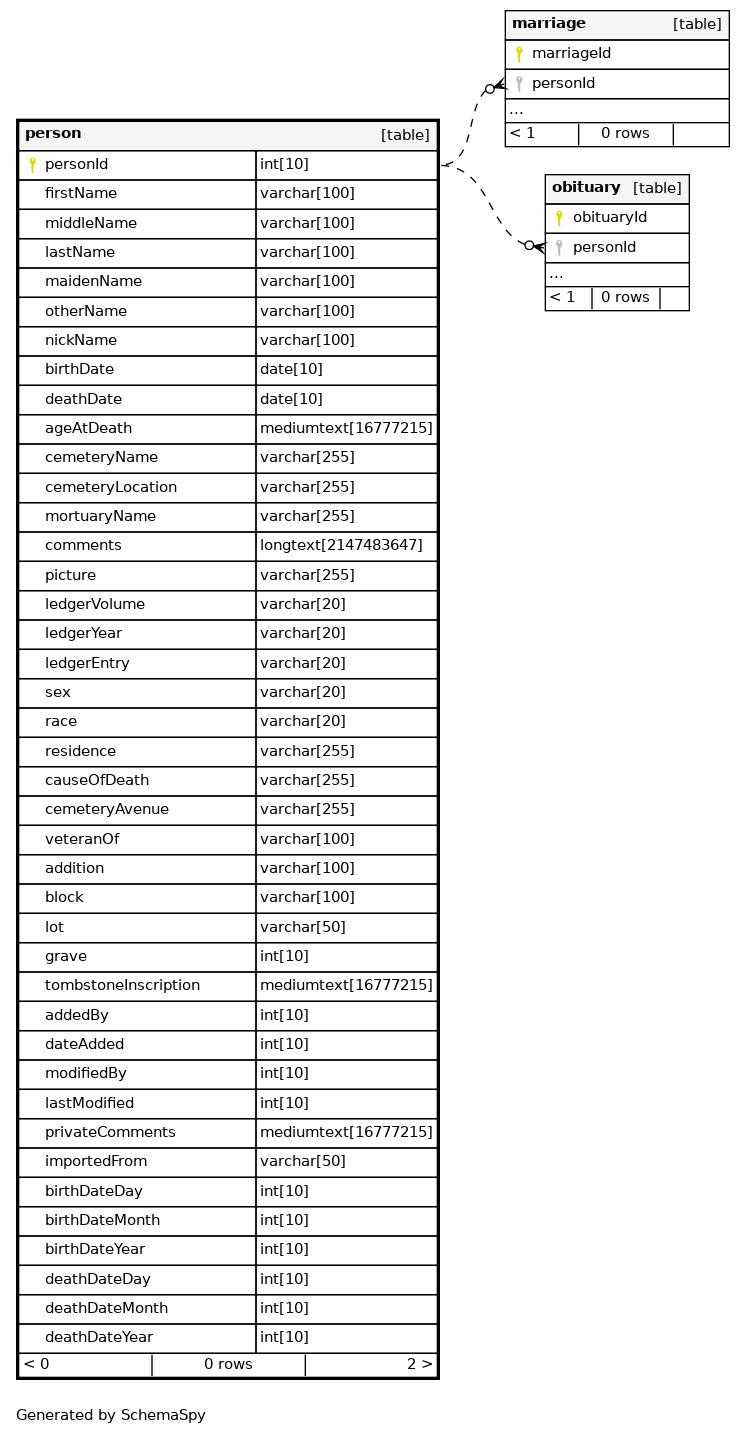 marriage [table]
marriageId
personId
...
< 1 0 rows
person [table]
personId int[10]
firstName varchar[100]
middleName varchar[100]
lastName varchar[100]
maidenName varchar[100]
otherName varchar[100]
nickName varchar[100]
birthDate date[10]
deathDate date[10]
ageAtDeath mediumtext[16777215]
cemeteryName varchar[255]
cemeteryLocation varchar[255]
mortuaryName varchar[255]
comments longtext[2147483647]
picture varchar[255]
ledgerVolume varchar[20]
ledgerYear varchar[20]
ledgerEntry varchar[20]
sex varchar[20]
race varchar[20]
residence varchar[255]
causeOfDeath varchar[255]
cemeteryAvenue varchar[255]
veteranOf varchar[100]
addition varchar[100]
block varchar[100]
lot varchar[50]
grave int[10]
tombstoneInscription mediumtext[16777215]
addedBy int[10]
dateAdded int[10]
modifiedBy int[10]
lastModified int[10]
privateComments mediumtext[16777215]
importedFrom varchar[50]
birthDateDay int[10]
birthDateMonth int[10]
birthDateYear int[10]
deathDateDay int[10]
deathDateMonth int[10]
deathDateYear int[10]
< 0 0 rows 2 >
obituary [table]
obituaryId
personId
...
< 1 0 rows
Generated by SchemaSpy